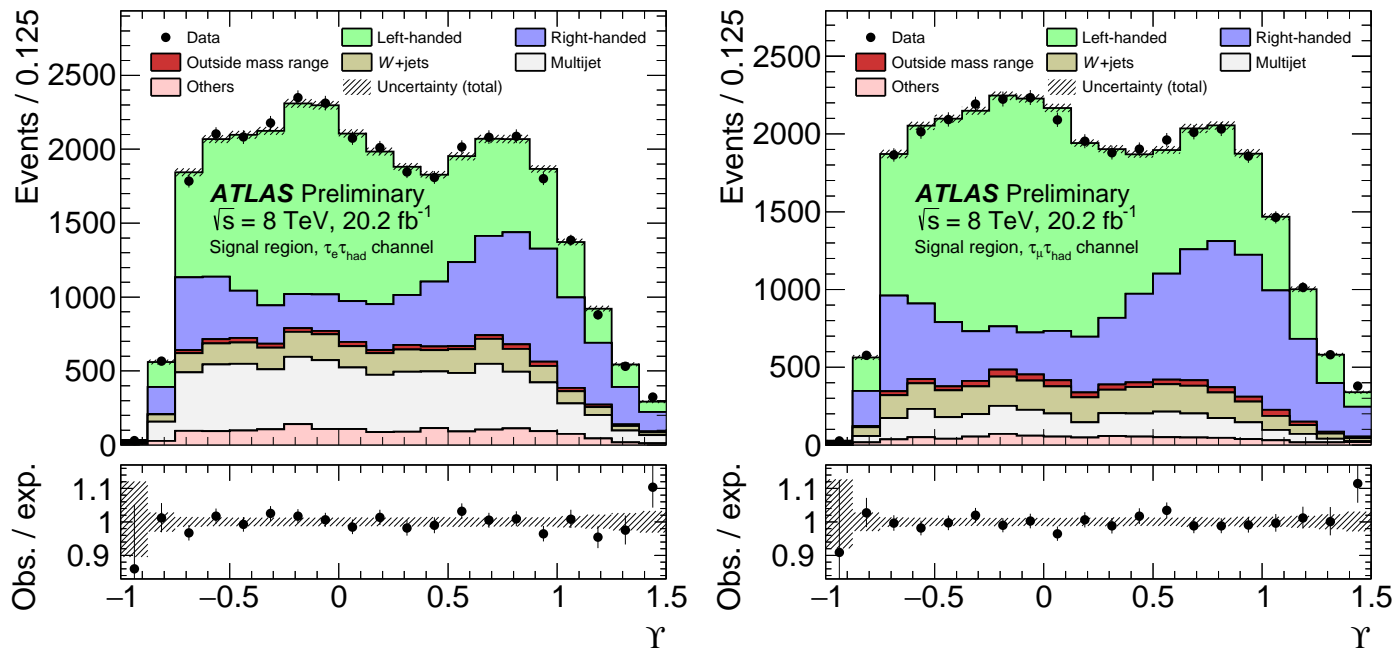 Events / 0.125
2500
2000
1500
1000
500
0
Data
Left-handed
Right-handed
Outside mass range
W+jets
Multijet
Others
Uncertainty (total)
ATLAS Preliminary
√s = 8 TeV, 20.2 fb⁻¹
Signal region, τₑτ_had channel
Obs. / exp.
1.1
1
0.9
−1 −0.5 0 0.5 1 1.5
ϒ
Events / 0.125
2500
2000
1500
1000
500
0
Data
Left-handed
Right-handed
Outside mass range
W+jets
Multijet
Others
Uncertainty (total)
ATLAS Preliminary
√s = 8 TeV, 20.2 fb⁻¹
Signal region, τ_μτ_had channel
Obs. / exp.
1.1
1
0.9
−1 −0.5 0 0.5 1 1.5
ϒ